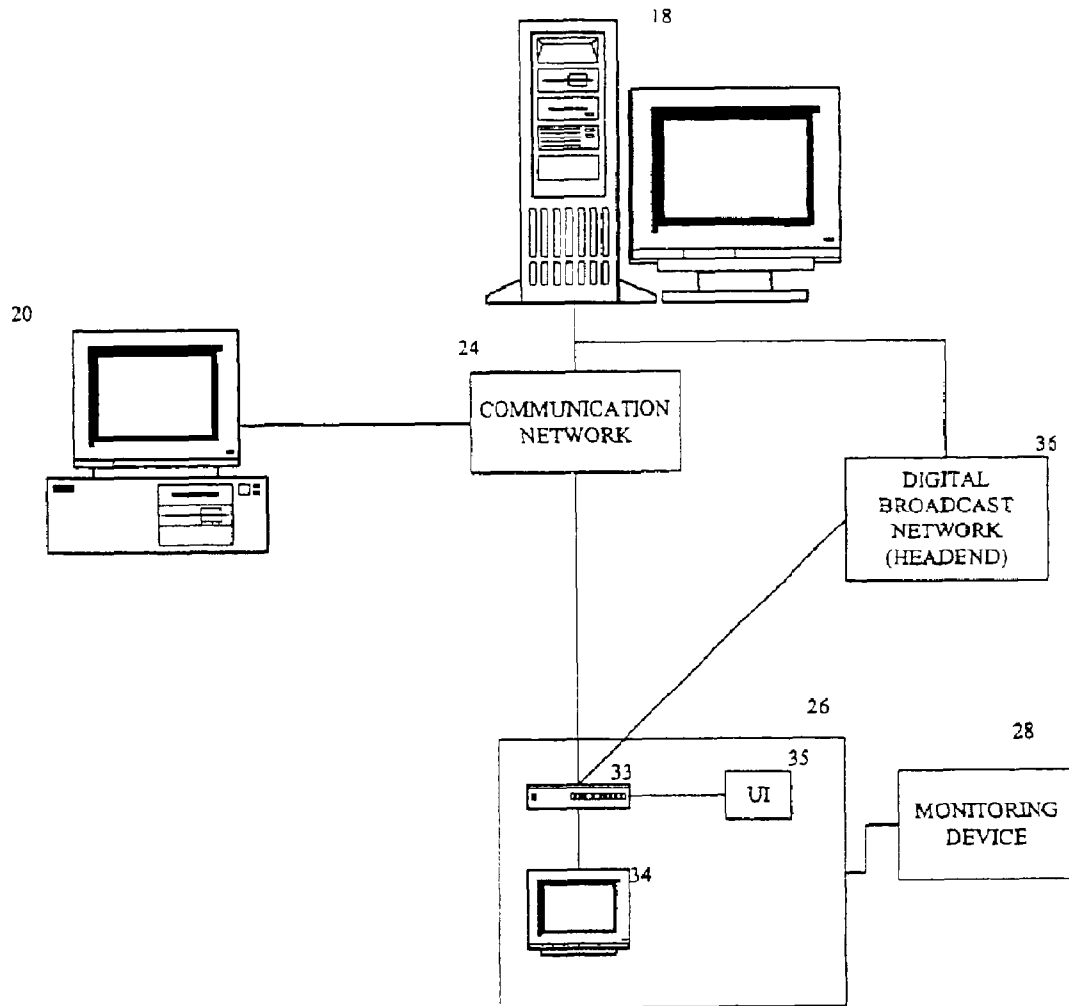 18
20
24
COMMUNICATION
NETWORK
36
DIGITAL
BROADCAST
NETWORK
(HEADEND)
26
28
33
35
UI
MONITORING
DEVICE
34